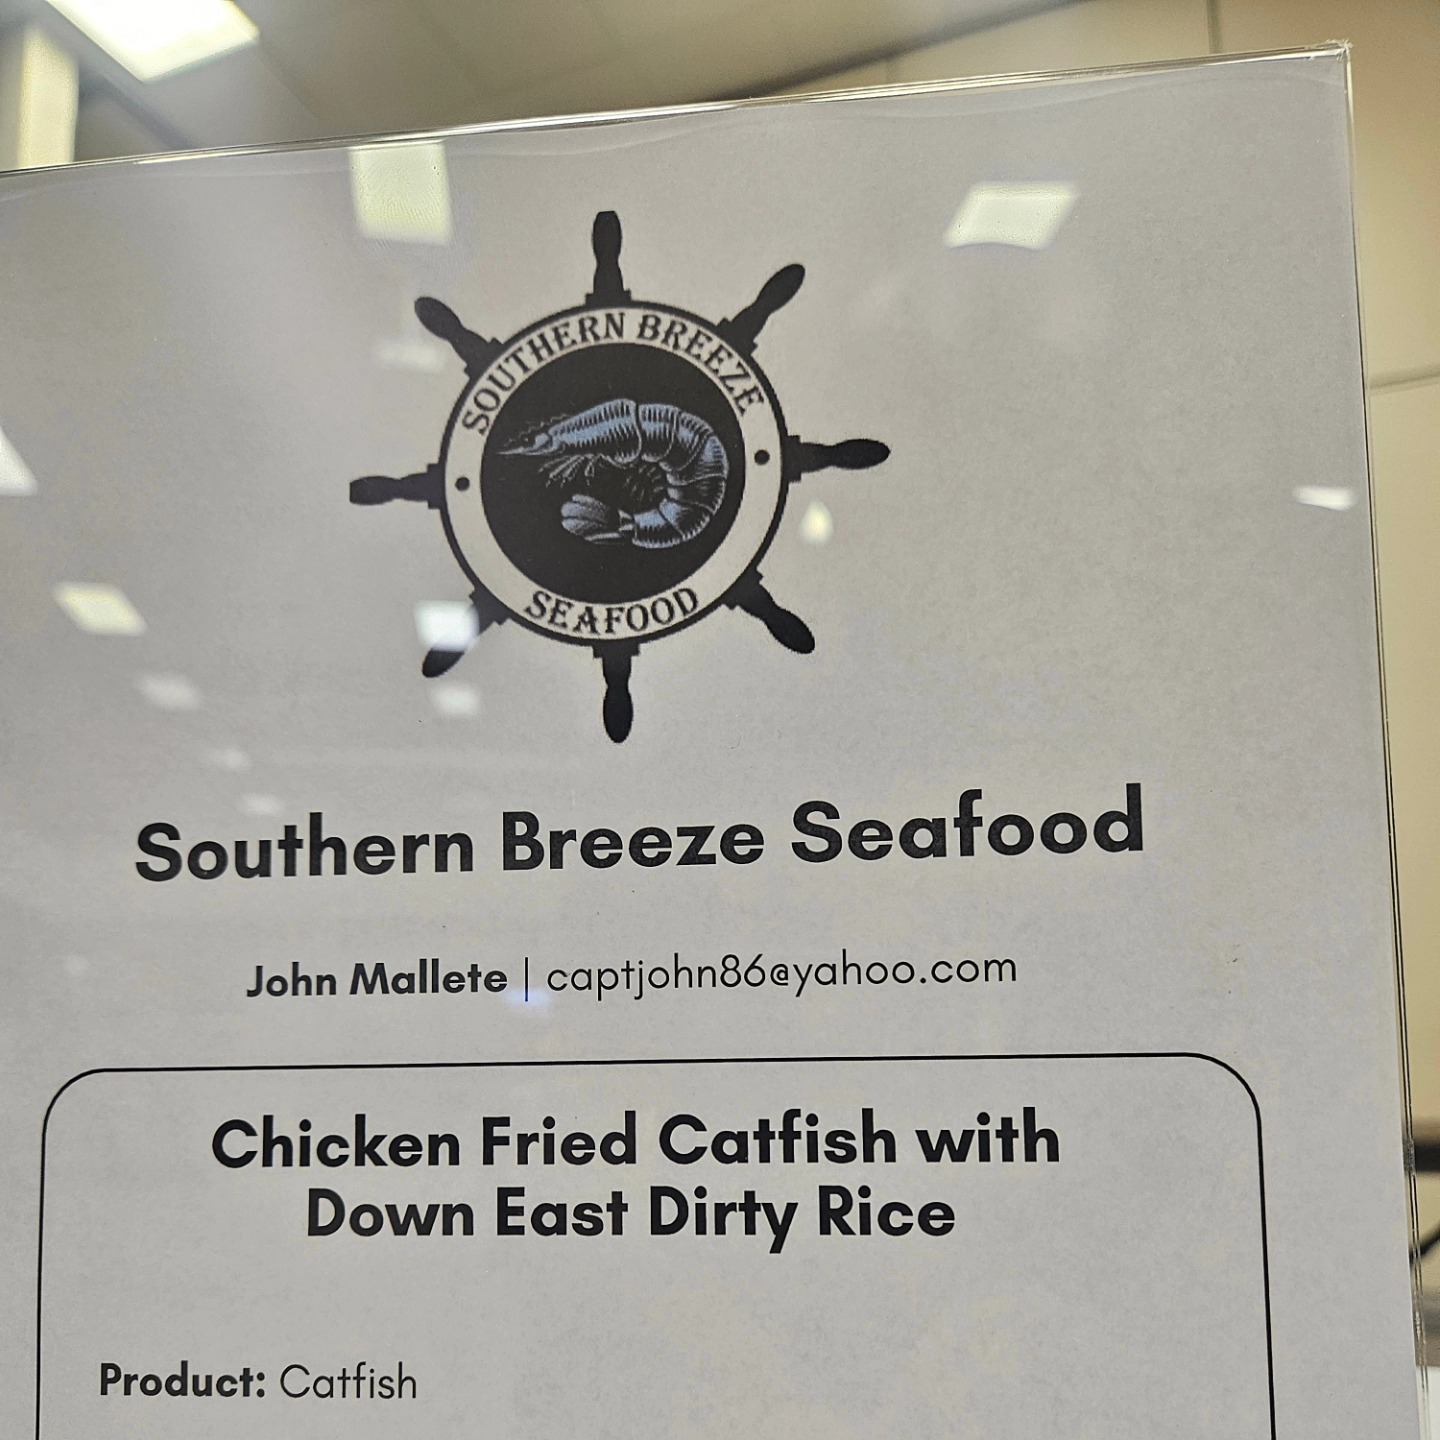 SOUTHERN BREEZE
SEAFOOD
Southern Breeze Seafood
John Mallete | captjohn86@yahoo.com
Chicken Fried Catfish with
Down East Dirty Rice
Product: Catfish